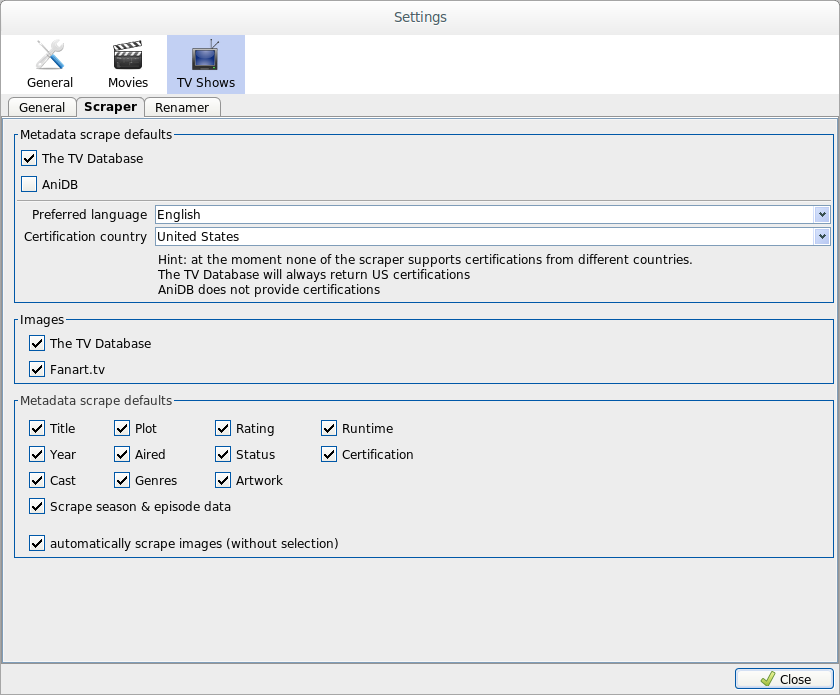 Settings
General Movies TV Shows
General Scraper Renamer
Metadata scrape defaults
The TV Database
AniDB
Preferred language English
Certification country United States
Hint: at the moment none of the scraper supports certifications from different countries.
The TV Database will always return US certifications
AniDB does not provide certifications
Images
The TV Database
Fanart.tv
Metadata scrape defaults
Title Plot Rating Runtime
Year Aired Status Certification
Cast Genres Artwork
Scrape season & episode data
automatically scrape images (without selection)
Close